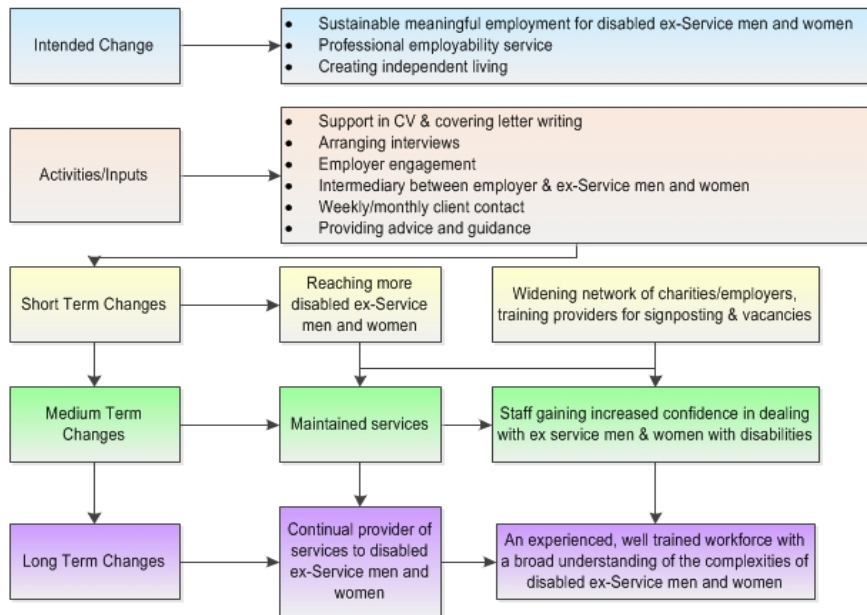 Intended Change
• Sustainable meaningful employment for disabled ex-Service men and women
• Professional employability service
• Creating independent living
Activities/Inputs
• Support in CV & covering letter writing
• Arranging interviews
• Employer engagement
• Intermediary between employer & ex-Service men and women
• Weekly/monthly client contact
• Providing advice and guidance
Short Term Changes
Reaching more
disabled ex-Service
men and women
Widening network of charities/employers,
training providers for signposting & vacancies
Medium Term
Changes
Maintained services
Staff gaining increased confidence in dealing
with ex service men & women with disabilities
Long Term Changes
Continual provider of
services to disabled
ex-Service men and
women
An experienced, well trained workforce with
a broad understanding of the complexities of
disabled ex-Service men and women